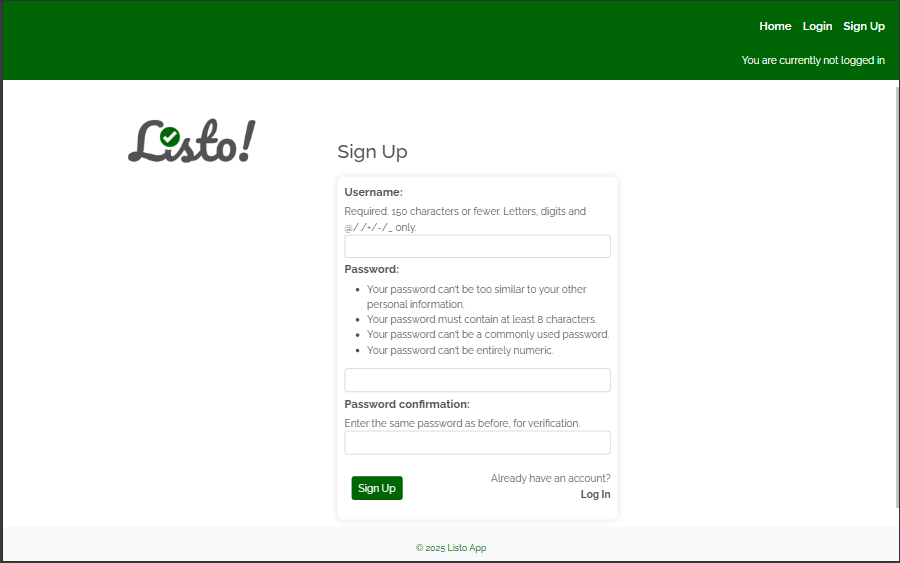 Home Login Sign Up
You are currently not logged in
Listo!
Sign Up
Username:
Required. 150 characters or fewer. Letters, digits and
@/./+/-/_ only.
Password:
Your password can't be too similar to your other
personal information.
Your password must contain at least 8 characters.
Your password can't be a commonly used password.
Your password can't be entirely numeric.
Password confirmation:
Enter the same password as before, for verification.
Already have an account?
Sign Up
Log In
© 2025 Listo App